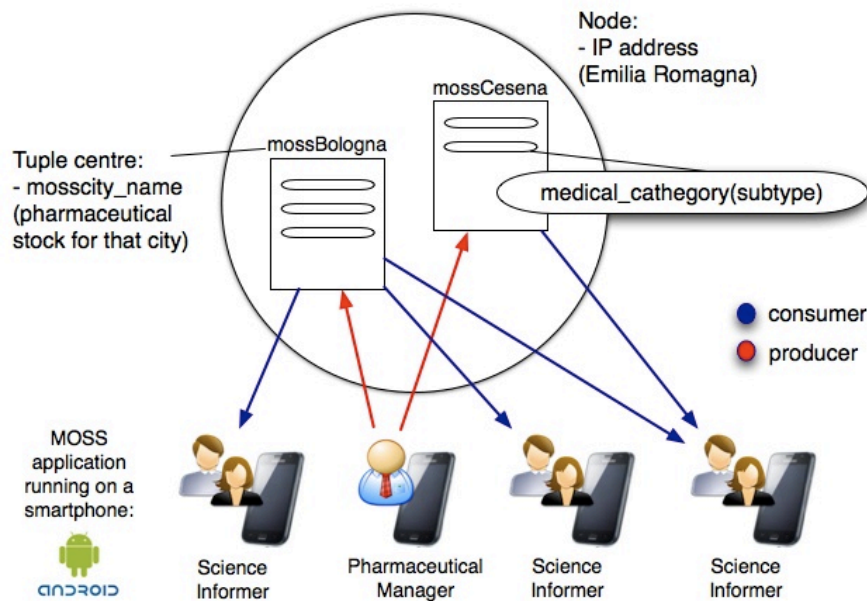 Node:
- IP address
(Emilia Romagna)
mossCesena
mossBologna
Tuple centre:
- mosscity_name
(pharmaceutical
stock for that city)
medical_cathegory(subtype)
consumer
producer
MOSS
application
running on a
smartphone:
ANDROID
Science
Informer
Pharmaceutical
Manager
Science
Informer
Science
Informer